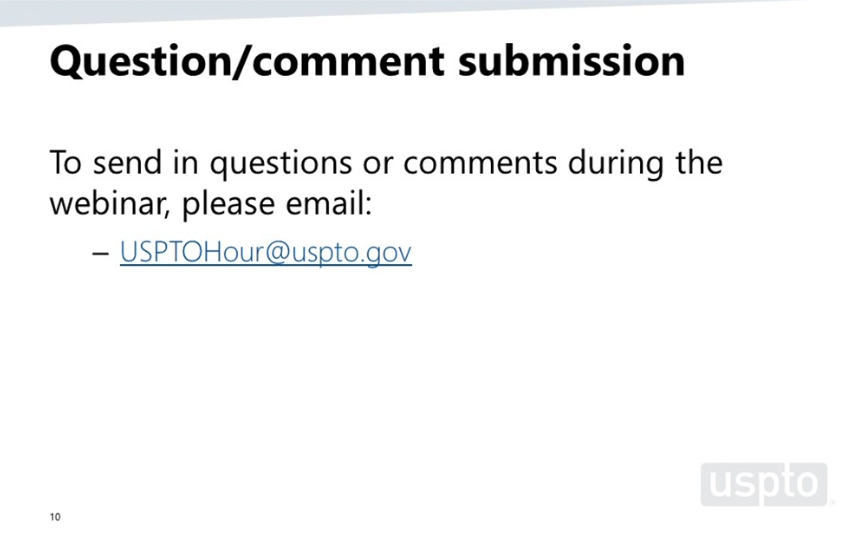 Question/comment submission
To send in questions or comments during the
webinar, please email:
– USPTOHour@uspto.gov
uspto
10